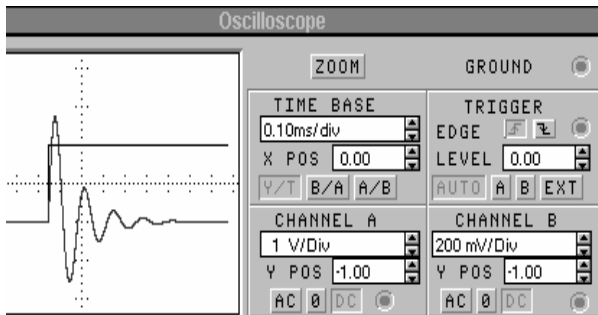 Oscilloscope
ZOOM
GROUND
TIME BASE
0.10ms/div
X POS 0.00
Y/T B/A A/B
TRIGGER
EDGE
LEVEL 0.00
AUTO A B EXT
CHANNEL A
1 V/Div
Y POS -1.00
AC 0 DC
CHANNEL B
200 mV/Div
Y POS -1.00
AC 0 DC